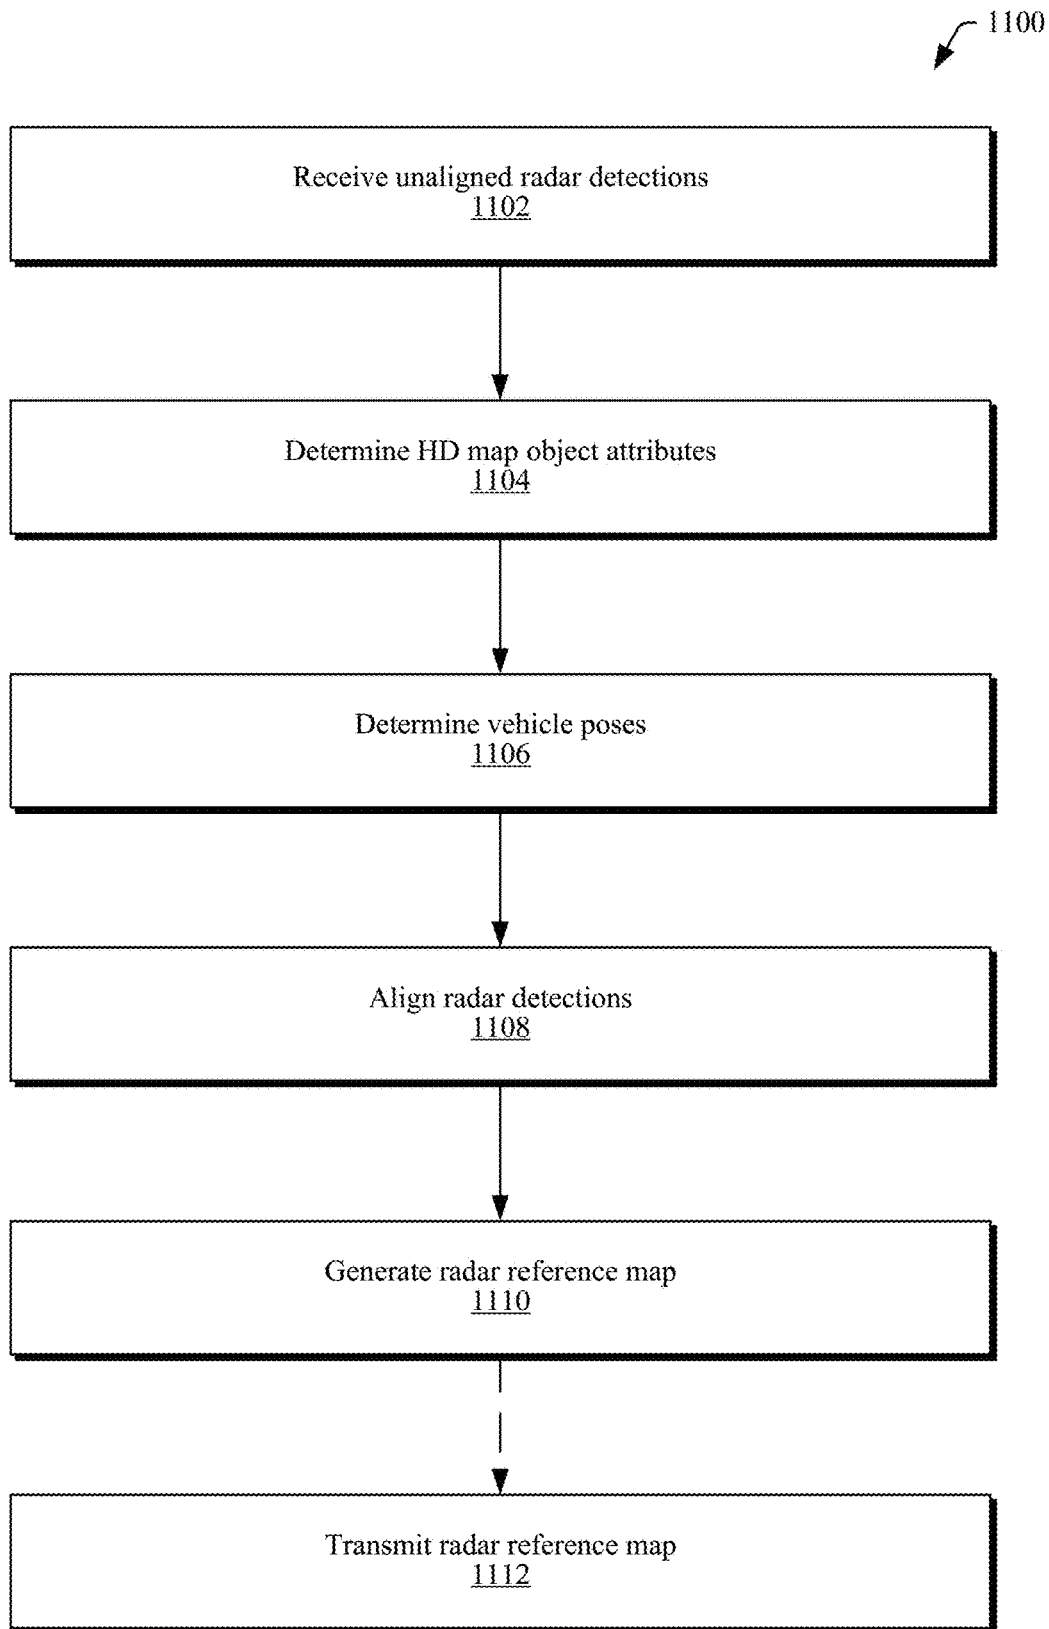 1100
Receive unaligned radar detections
1102
Determine HD map object attributes
1104
Determine vehicle poses
1106
Align radar detections
1108
Generate radar reference map
1110
Transmit radar reference map
1112